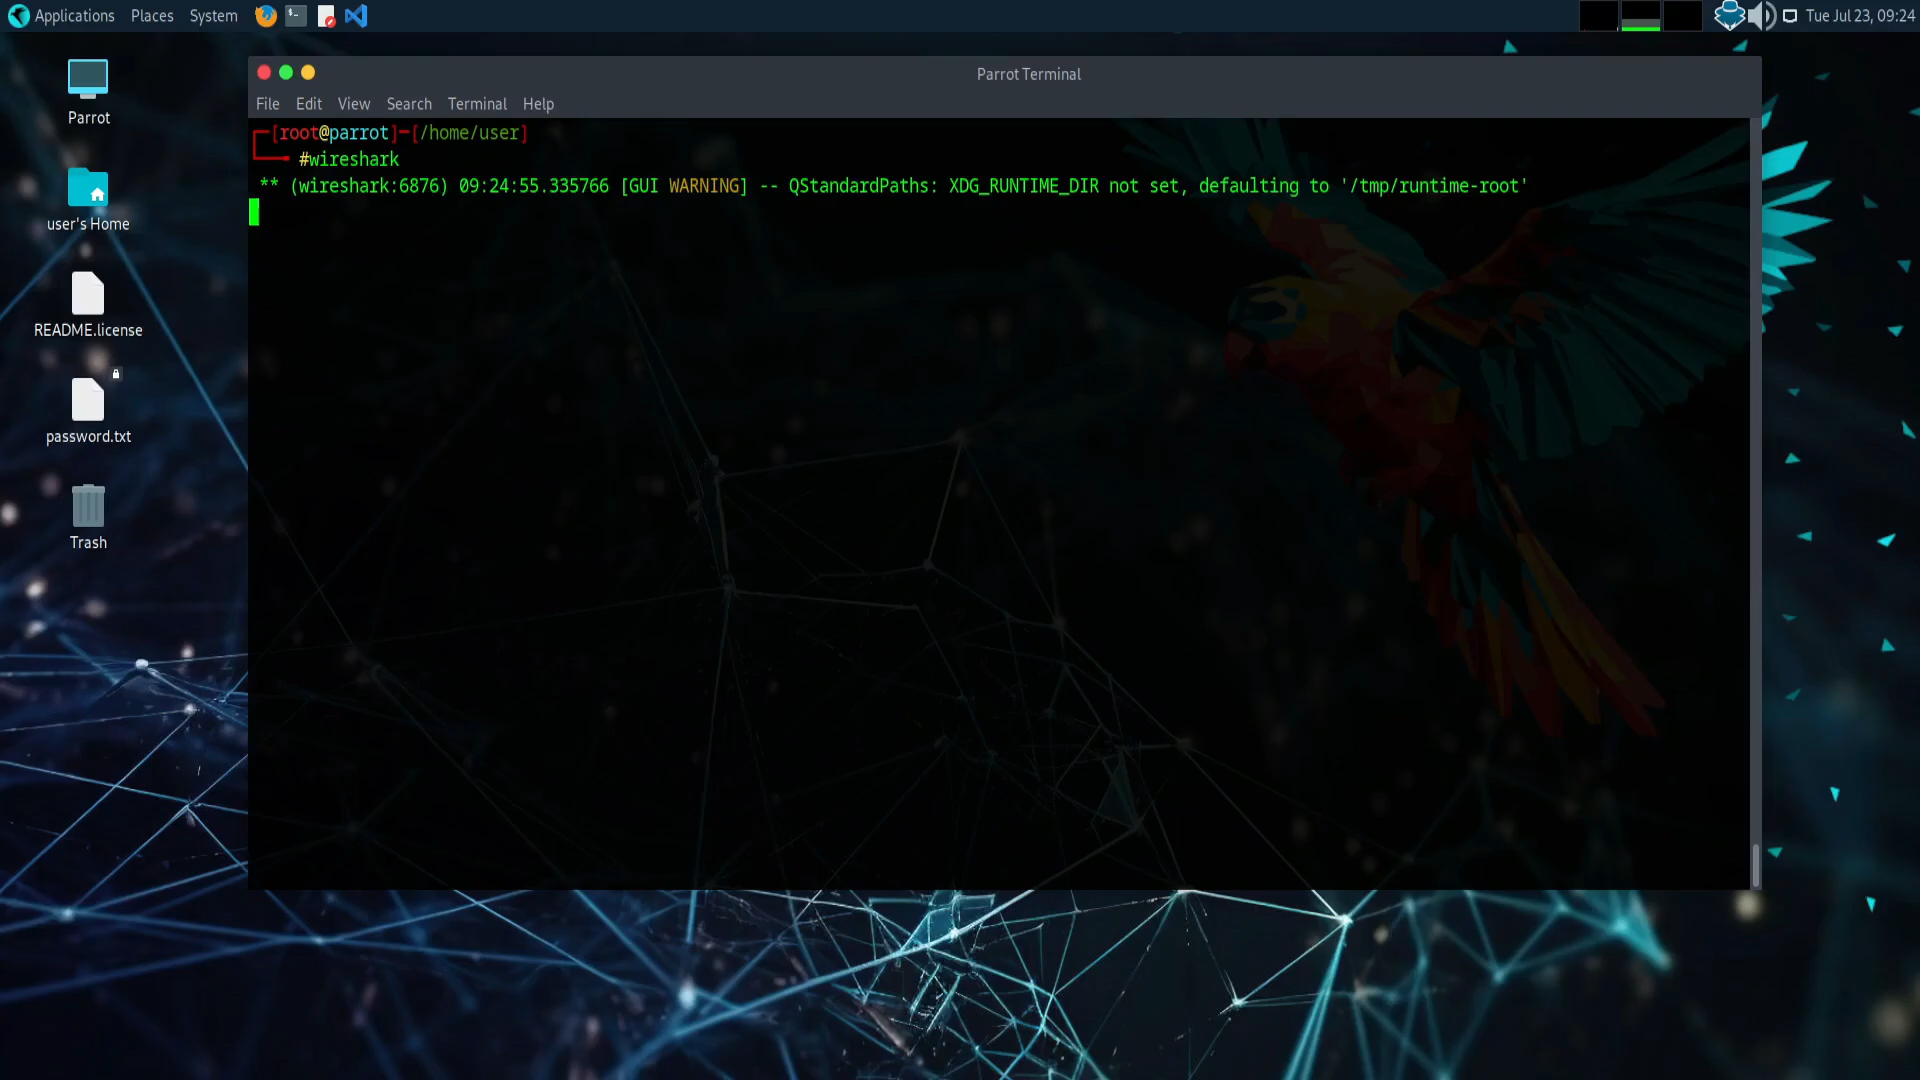 Applications Places System Tue Jul 23, 09:24
Parrot
user's Home
README.license
password.txt
Trash
Parrot Terminal
File Edit View Search Terminal Help
[root@parrot]─[/home/user]
#wireshark
** (wireshark:6876) 09:24:55.335766 [GUI WARNING] -- QStandardPaths: XDG_RUNTIME_DIR not set, defaulting to '/tmp/runtime-root'